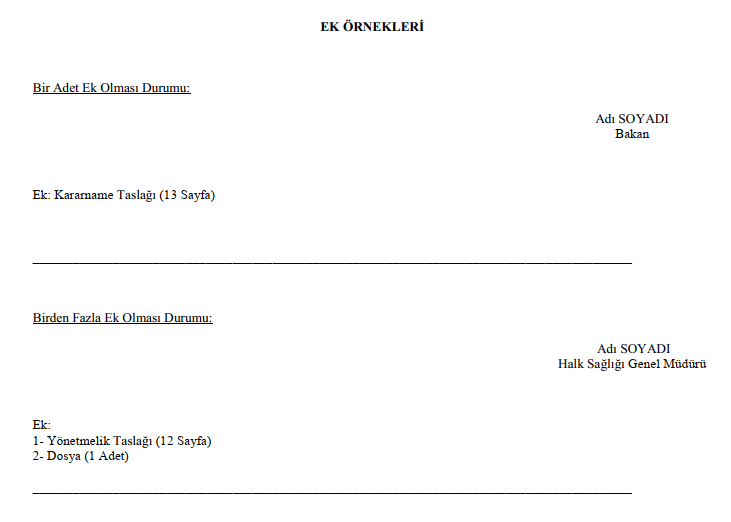 EK ÖRNEKLERİ
Bir Adet Ek Olması Durumu:
Adı SOYADI
Bakan
Ek: Kararname Taslağı (13 Sayfa)
Birden Fazla Ek Olması Durumu:
Adı SOYADI
Halk Sağlığı Genel Müdürü
Ek:
1- Yönetmelik Taslağı (12 Sayfa)
2- Dosya (1 Adet)